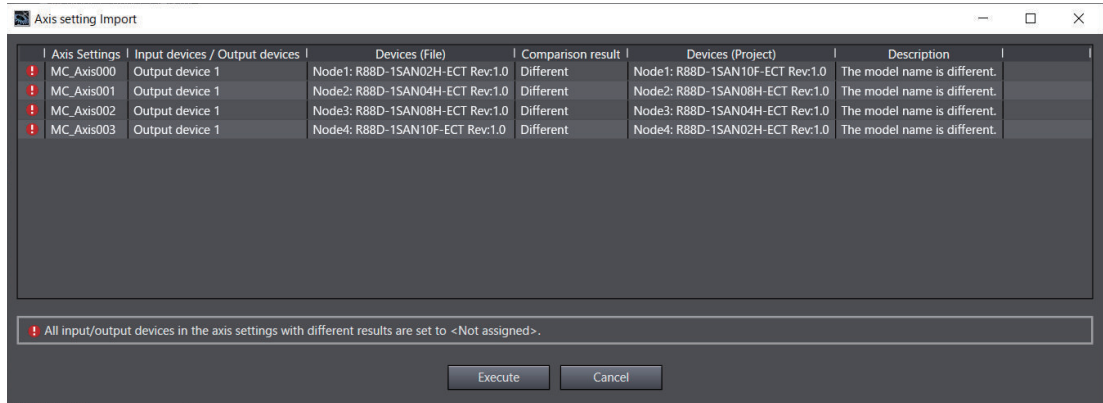 Axis setting Import
Axis Settings Input devices / Output devices Devices (File) Comparison result Devices (Project) Description
MC_Axis000 Output device 1 Node1: R88D-1SAN02H-ECT Rev:1.0 Different Node1: R88D-1SAN10F-ECT Rev:1.0 The model name is different.
MC_Axis001 Output device 1 Node2: R88D-1SAN04H-ECT Rev:1.0 Different Node2: R88D-1SAN08H-ECT Rev:1.0 The model name is different.
MC_Axis002 Output device 1 Node3: R88D-1SAN08H-ECT Rev:1.0 Different Node3: R88D-1SAN04H-ECT Rev:1.0 The model name is different.
MC_Axis003 Output device 1 Node4: R88D-1SAN10F-ECT Rev:1.0 Different Node4: R88D-1SAN02H-ECT Rev:1.0 The model name is different.
All input/output devices in the axis settings with different results are set to <Not assigned>.
Execute Cancel